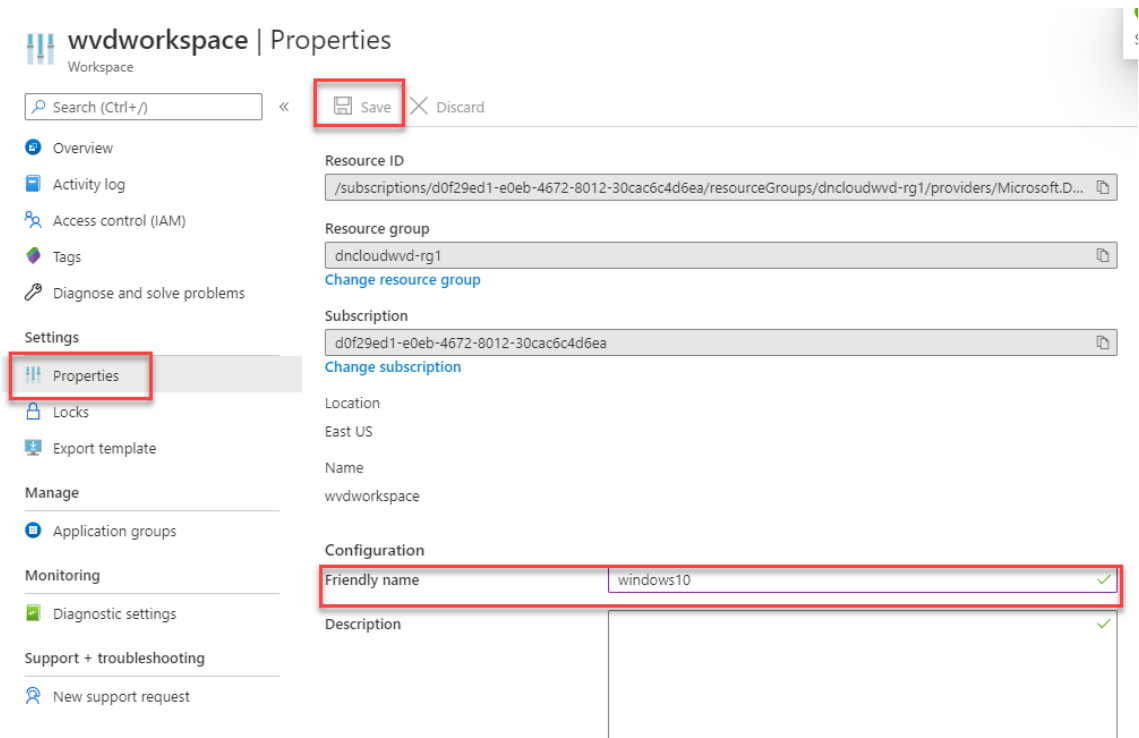 wvdworkspace | Properties
Workspace
Search (Ctrl+/)
«
Save
Discard
Overview
Activity log
Access control (IAM)
Tags
Diagnose and solve problems
Settings
Properties
Locks
Export template
Manage
Application groups
Monitoring
Diagnostic settings
Support + troubleshooting
New support request
Resource ID
/subscriptions/d0f29ed1-e0eb-4672-8012-30cac6c4d6ea/resourceGroups/dncloudwvd-rg1/providers/Microsoft.D...
Resource group
dncloudwvd-rg1
Change resource group
Subscription
d0f29ed1-e0eb-4672-8012-30cac6c4d6ea
Change subscription
Location
East US
Name
wvdworkspace
Configuration
Friendly name
windows10
Description